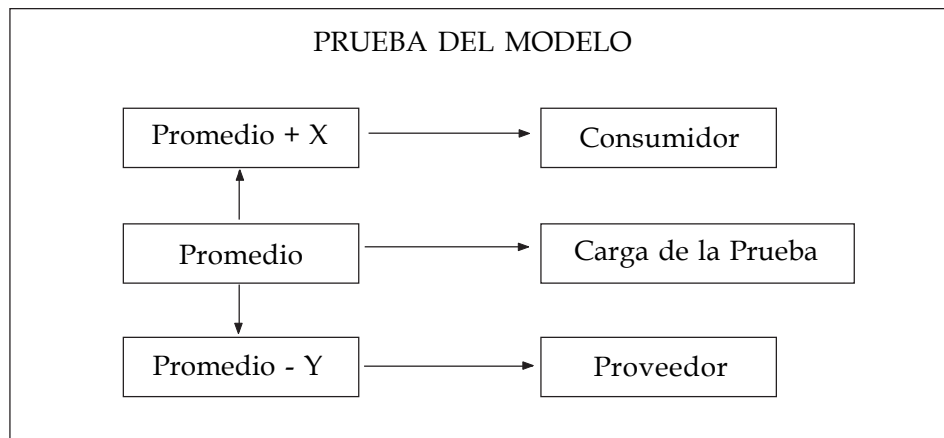 PRUEBA DEL MODELO
Promedio + X
Consumidor
Promedio
Carga de la Prueba
Promedio - Y
Proveedor